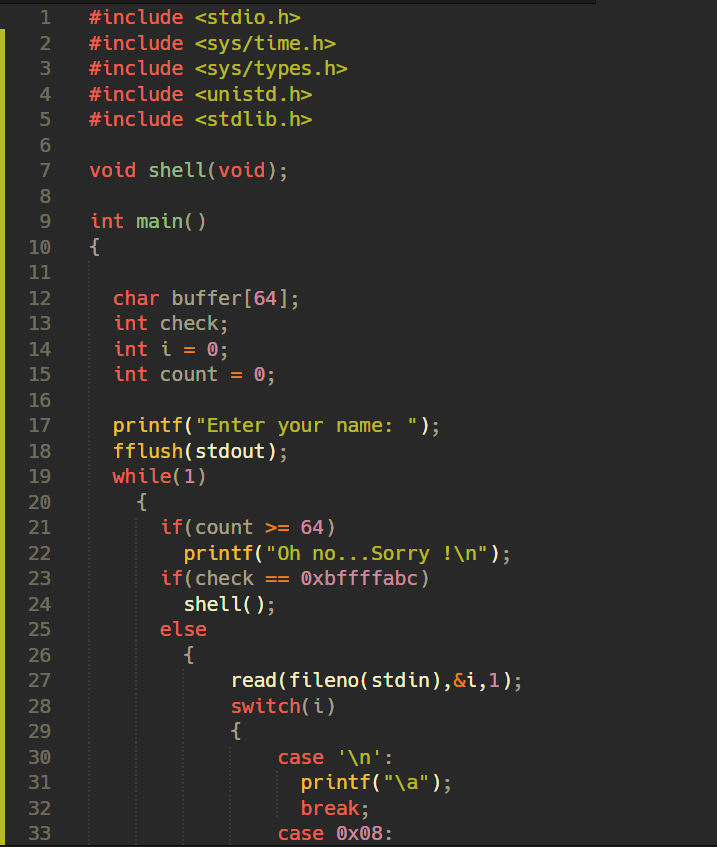 1 #include <stdio.h>
2 #include <sys/time.h>
3 #include <sys/types.h>
4 #include <unistd.h>
5 #include <stdlib.h>
6
7 void shell(void);
8
9 int main()
10 {
11
12 char buffer[64];
13 int check;
14 int i = 0;
15 int count = 0;
16
17 printf("Enter your name: ");
18 fflush(stdout);
19 while(1)
20 {
21 if(count >= 64)
22 printf("Oh no...Sorry !\n");
23 if(check == 0xbffffabc)
24 shell();
25 else
26 {
27 read(fileno(stdin),&i,1);
28 switch(i)
29 {
30 case '\n':
31 printf("\a");
32 break;
33 case 0x08: